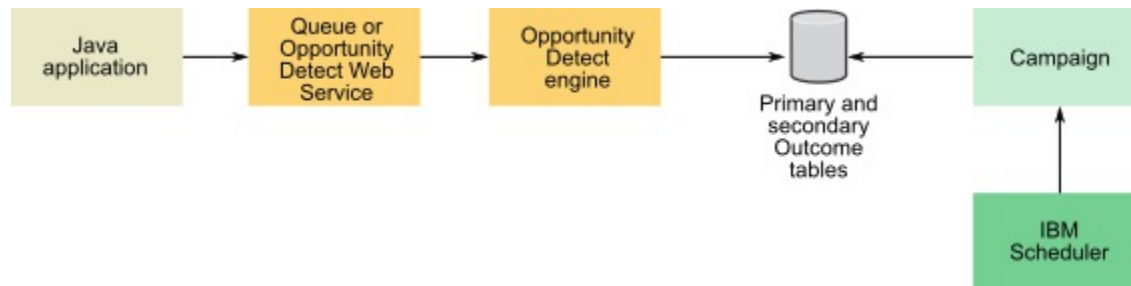 Java
application
Queue or
Opportunity
Detect Web
Service
Opportunity
Detect
engine
Primary and
secondary
Outcome
tables
Campaign
IBM
Scheduler